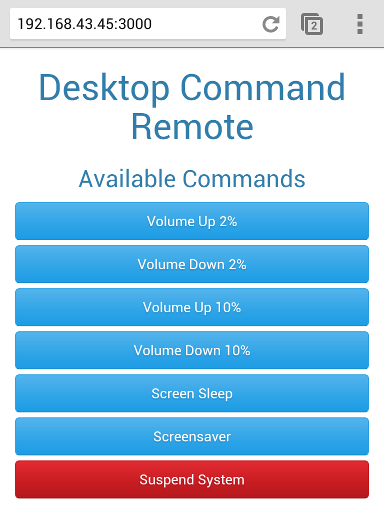 192.168.43.45:3000
2
Desktop Command
Remote
Available Commands
Volume Up 2%
Volume Down 2%
Volume Up 10%
Volume Down 10%
Screen Sleep
Screensaver
Suspend System